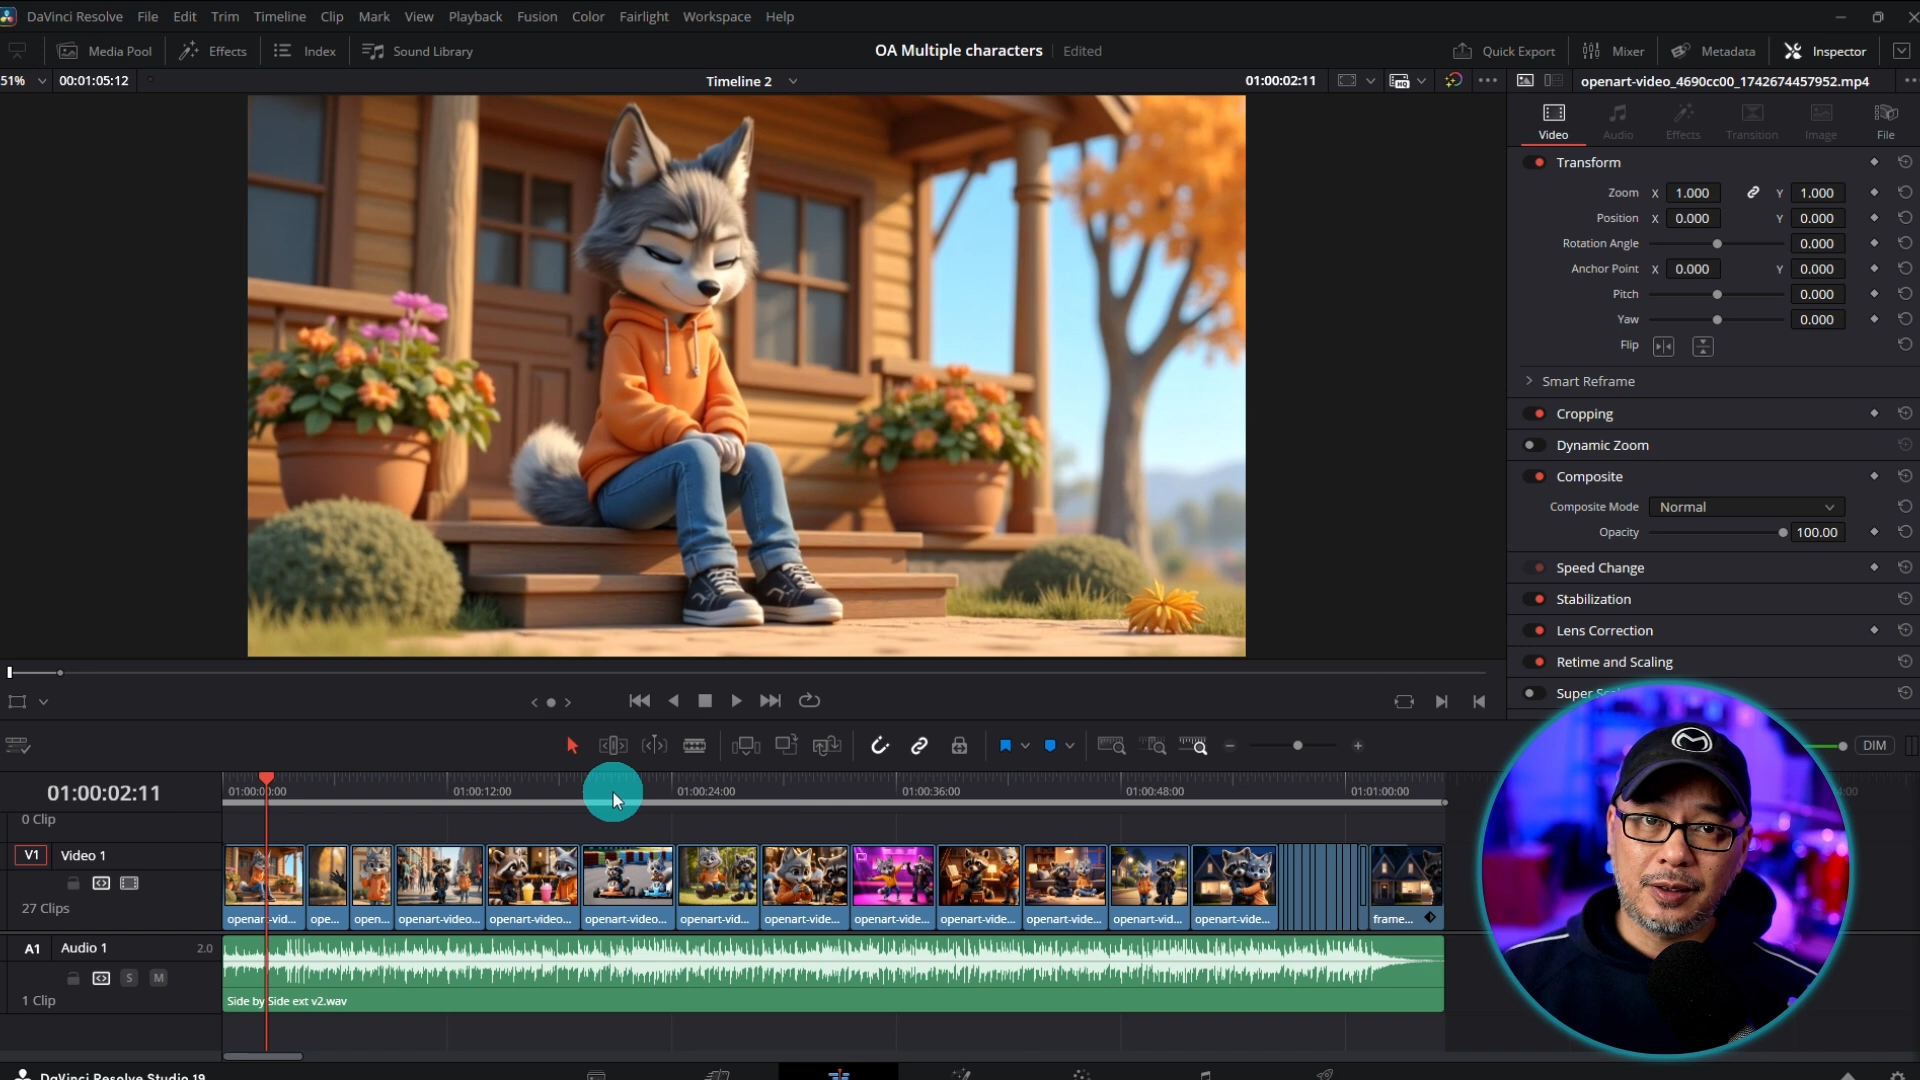 DaVinci Resolve File Edit Trim Timeline Clip Mark View Playback Fusion Color Fairlight Workspace Help
Media Pool Effects Index Sound Library OA Multiple characters Edited Quick Export Mixer Metadata Inspector
51% 00:01:05:12 Timeline 2 01:00:02:11 openart-video_4690cc00_1742674457952.mp4
Video Audio Effects Transition Image File
Transform
Zoom X 1.000 Y 1.000
Position X 0.000 Y 0.000
Rotation Angle 0.000
Anchor Point X 0.000 Y 0.000
Pitch 0.000
Yaw 0.000
Flip
Smart Reframe
Cropping
Dynamic Zoom
Composite
Composite Mode Normal
Opacity 100.00
Speed Change
Stabilization
Lens Correction
Retime and Scaling
Super
DIM
01:00:02:11 01:00:00:00 01:00:12:00 01:00:24:00 01:00:36:00 01:00:48:00 01:01:00:00
0 Clip
V1 Video 1
27 Clips
openart-vid... ope... open... openart-video... openart-video... openart-video... openart-vid... openart-vide... openart-vide... openart-vide... openart-vide... openart-vid... openart-vide... frame...
A1 Audio 1 2.0
S M
1 Clip
Side by Side ext v2.wav
DaVinci Resolve Studio 19